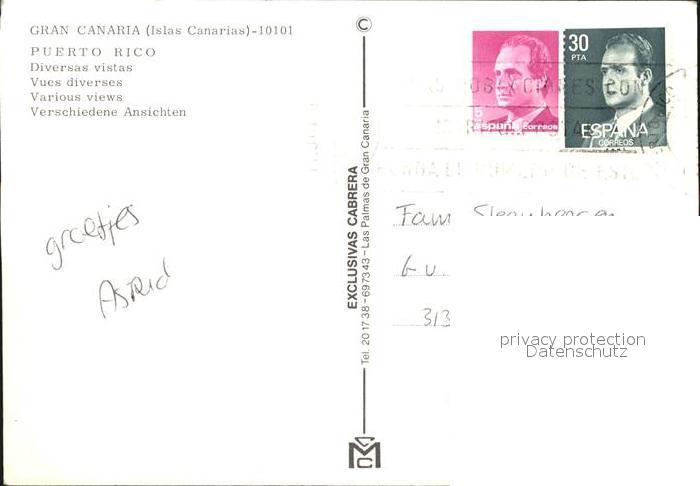 GRAN CANARIA (Islas Canarias)-10101
PUERTO RICO
Diversas vistas
Vues diverses
Various views
Verschiedene Ansichten
groetjes
ASTRID
C
EXCLUSIVAS CABRERA
Tel. 20 17 38 - 69 73 43 - Las Palmas de Gran Canaria
5
españa correos
30
PTA
ESPAÑA
CORREOS
Fam
313
privacy protection
Datenschutz